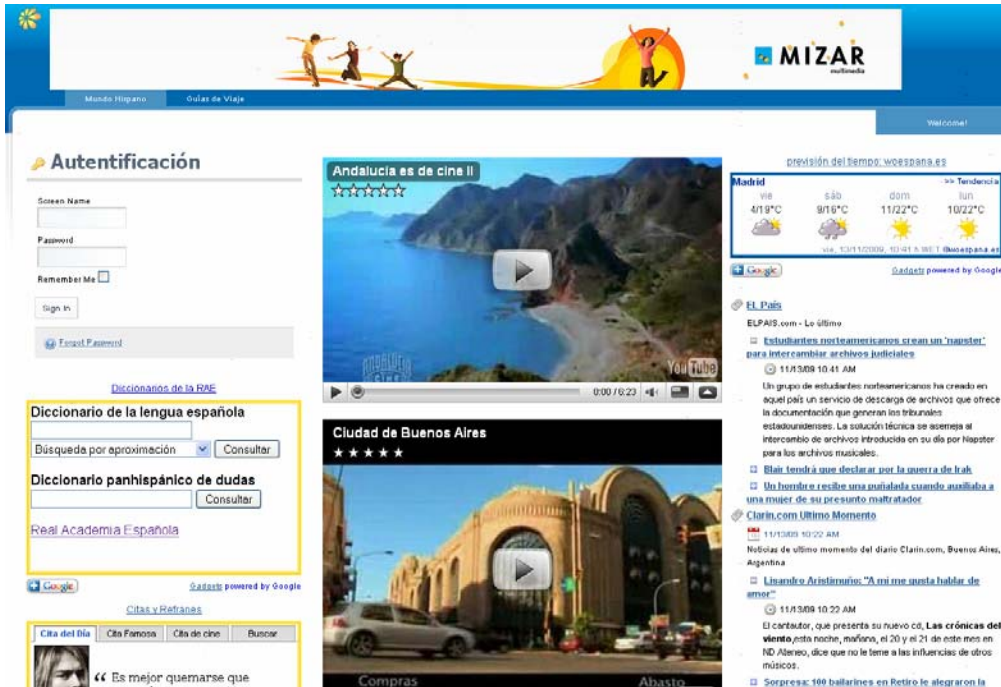 MIZAR
multimedia
Mundo Hispano
Guías de Viaje
Welcome!
Autentificación
Screen Name
Password
Remember Me
Sign In
Forgot Password
Diccionarios de la RAE
Diccionario de la lengua española
Búsqueda por aproximación
Consultar
Diccionario panhispánico de dudas
Consultar
Real Academia Española
Google
Gadgets powered by Google
Citas y Refranes
Cita del Día
Cita Famosa
Cita de cine
Buscar
“ Es mejor quemarse que
Andalucía es de cine II
ANDALUCÍA
YouTube
0:00 / 6:23
Ciudad de Buenos Aires
Compras
Abasto
previsión del tiempo: woespana.es
Madrid
>> Tendencia
vie
sáb
dom
lun
4/19°C
9/16°C
11/22°C
10/22°C
vie, 13/11/2009, 10:41 h WET ©woespana.es
Google
Gadgets powered by Google
EL País
ELPAIS.com - Lo último
Estudiantes norteamericanos crean un 'napster'
para intercambiar archivos judiciales
11/13/09 10:41 AM
Un grupo de estudiantes norteamericanos ha creado en
aquel país un servicio de descarga de archivos que ofrece
la documentación que generan los tribunales
estadounidenses. La solución técnica se asemeja al
intercambio de archivos introducida en su día por Napster
para los archivos musicales.
Blair tendrá que declarar por la guerra de Irak
Un hombre recibe una puñalada cuando auxiliaba a
una mujer de su presunto maltratador
Clarin.com Ultimo Momento
11/13/09 10:22 AM
Noticias de ultimo momento del diario Clarin.com, Buenos Aires,
Argentina
Lisandro Aristimuño: "A mi me gusta hablar de
amor"
11/13/09 10:22 AM
El cantautor, que presenta su nuevo cd, Las crónicas del
viento,esta noche, mañana, el 20 y el 21 de este mes en
ND Ateneo, dice que no le teme a las influencias de otros
músicos.
Sorpresa: 100 bailarines en Retiro le alegraron la